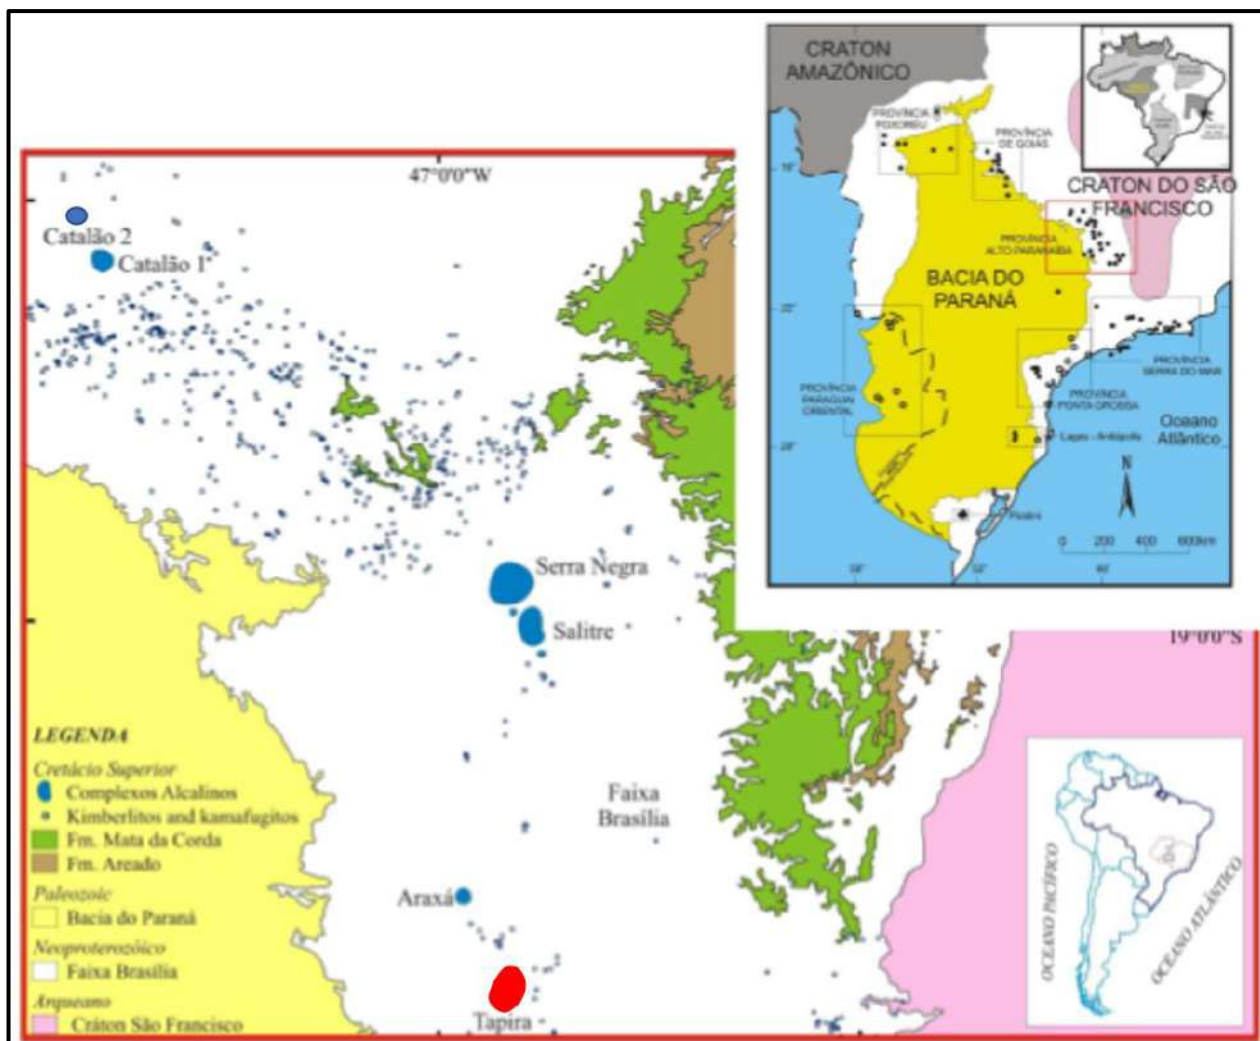 47°0'0"W
Catalão 2
Catalão 1
Serra Negra
Salitre
19°0'0"S
Faixa
Brasília
Araxá
Tapira
LEGENDA
Cretácio Superior
Complexos Alcalinos
Kimberlitos and kamafugitos
Fm. Mata da Corda
Fm. Areado
Paleozoic
Bacia do Paraná
Neoproterozóico
Faixa Brasília
Arqueano
Cráton São Francisco
CRATON
AMAZÔNICO
PROVÍNCIA
POXORÉU
PROVÍNCIA
DE GOIÁS
CRATON DO SÃO
FRANCISCO
PROVÍNCIA
ALTO PARANAÍBA
BACIA DO
PARANÁ
PROVÍNCIA
SERRA DO MAR
PROVÍNCIA
PARAGUAI
ORIENTAL
PROVÍNCIA
PONTA GROSSA
Oceano
Atlântico
N
0 200 400 600km
OCEANO PACÍFICO
OCEANO ATLÂNTICO